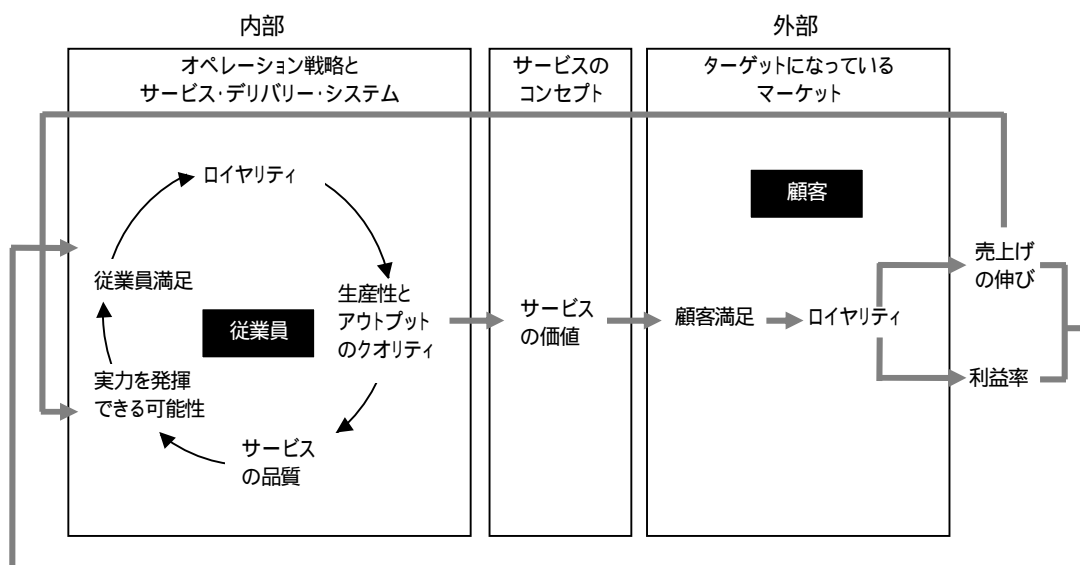 内部
外部
オペレーション戦略と
サービス・デリバリー・システム
サービスの
コンセプト
ターゲットになっている
マーケット
ロイヤリティ
従業員満足
従業員
生産性と
アウトプット
のクオリティ
実力を発揮
できる可能性
サービス
の品質
サービス
の価値
顧客
顧客満足
ロイヤリティ
売上げ
の伸び
利益率